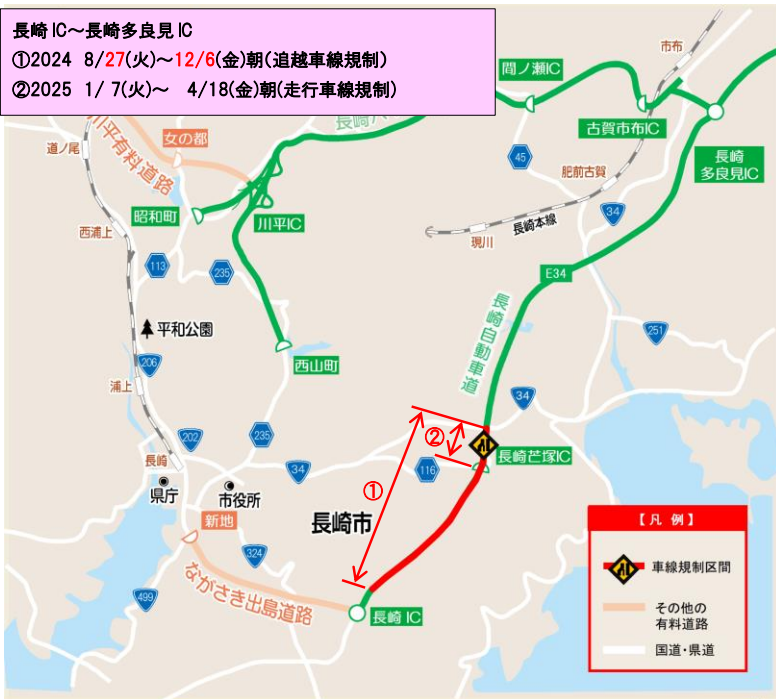 長崎IC～長崎多良見IC
①2024 8/27(火)～12/6(金)朝(追越車線規制)
②2025 1/ 7(火)～ 4/18(金)朝(走行車線規制)
市布
間ノ瀬IC
古賀市布IC
長崎
多良見IC
道ノ尾
川平有料道路
女の都
長崎バ
45
肥前古賀
34
昭和町
川平IC
西浦上
長崎本線
現川
113
235
E34
長崎自動車道
平和公園
251
206
西山町
浦上
34
202
235
②
長崎芒塚IC
長崎
34
116
県庁
市役所
①
新地
長崎市
324
ながさき出島道路
499
長崎 IC
【凡 例】
車線規制区間
その他の
有料道路
国道・県道